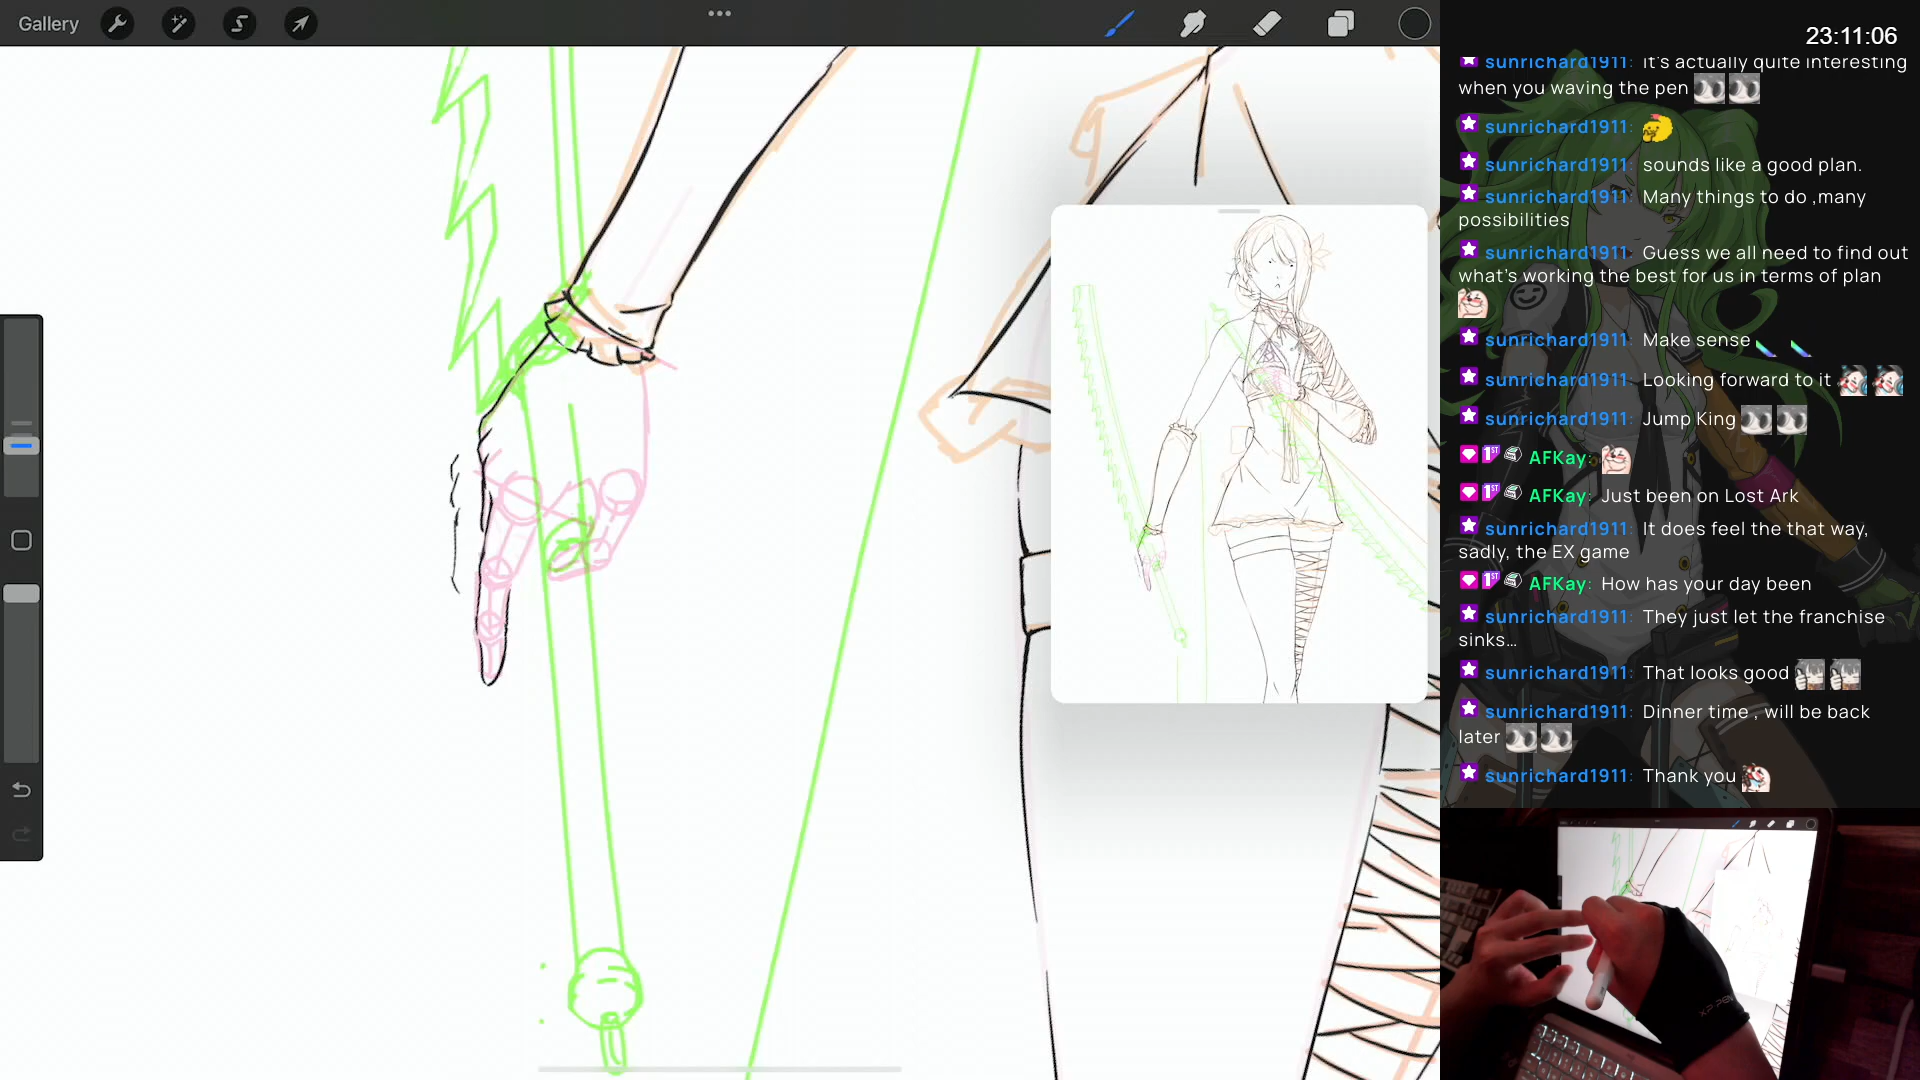 Gallery
23:11:06
sunrichard1911: it's actually quite interesting
when you waving the pen
sunrichard1911:
sunrichard1911: sounds like a good plan.
sunrichard1911: Many things to do ,many
possibilities
sunrichard1911: Guess we all need to find out
what's working the best for us in terms of plan
sunrichard1911: Make sense
sunrichard1911: Looking forward to it
sunrichard1911: Jump King
1ST AFKay:
1ST AFKay: Just been on Lost Ark
sunrichard1911: It does feel the that way,
sadly, the EX game
1ST AFKay: How has your day been
sunrichard1911: They just let the franchise
sinks...
sunrichard1911: That looks good
sunrichard1911: Dinner time , will be back
later
sunrichard1911: Thank you
XP-PEN